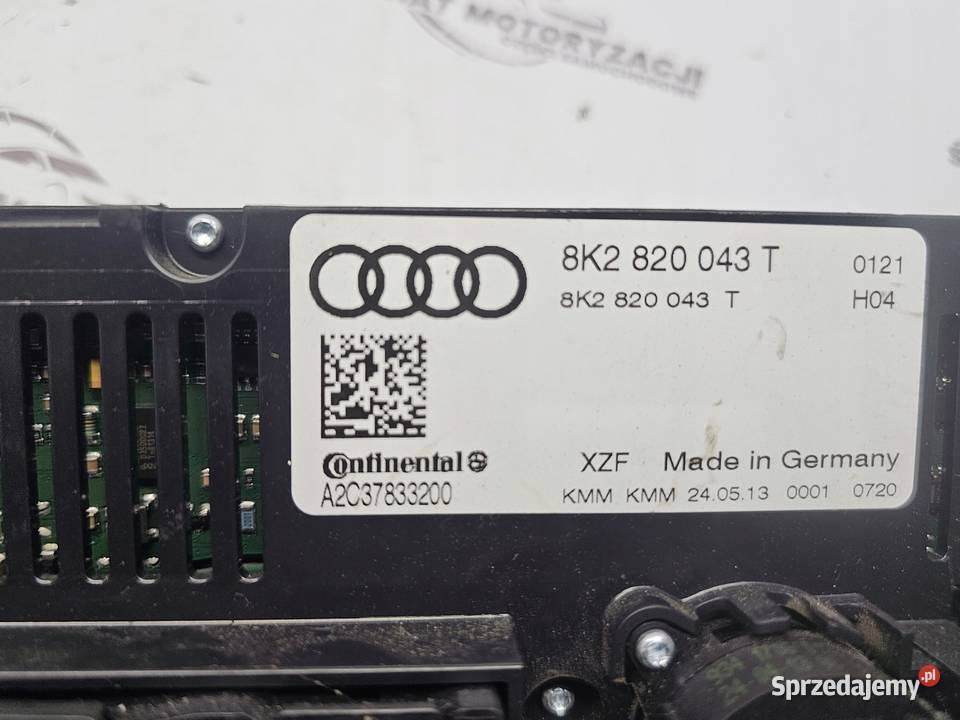 AT MOTORYZACJI
8K2 820 043 T 0121
8K2 820 043 T H04
Continental
A2C37833200
XZF Made in Germany
KMM KMM 24.05.13 0001 0720
Sprzedajemy.pl